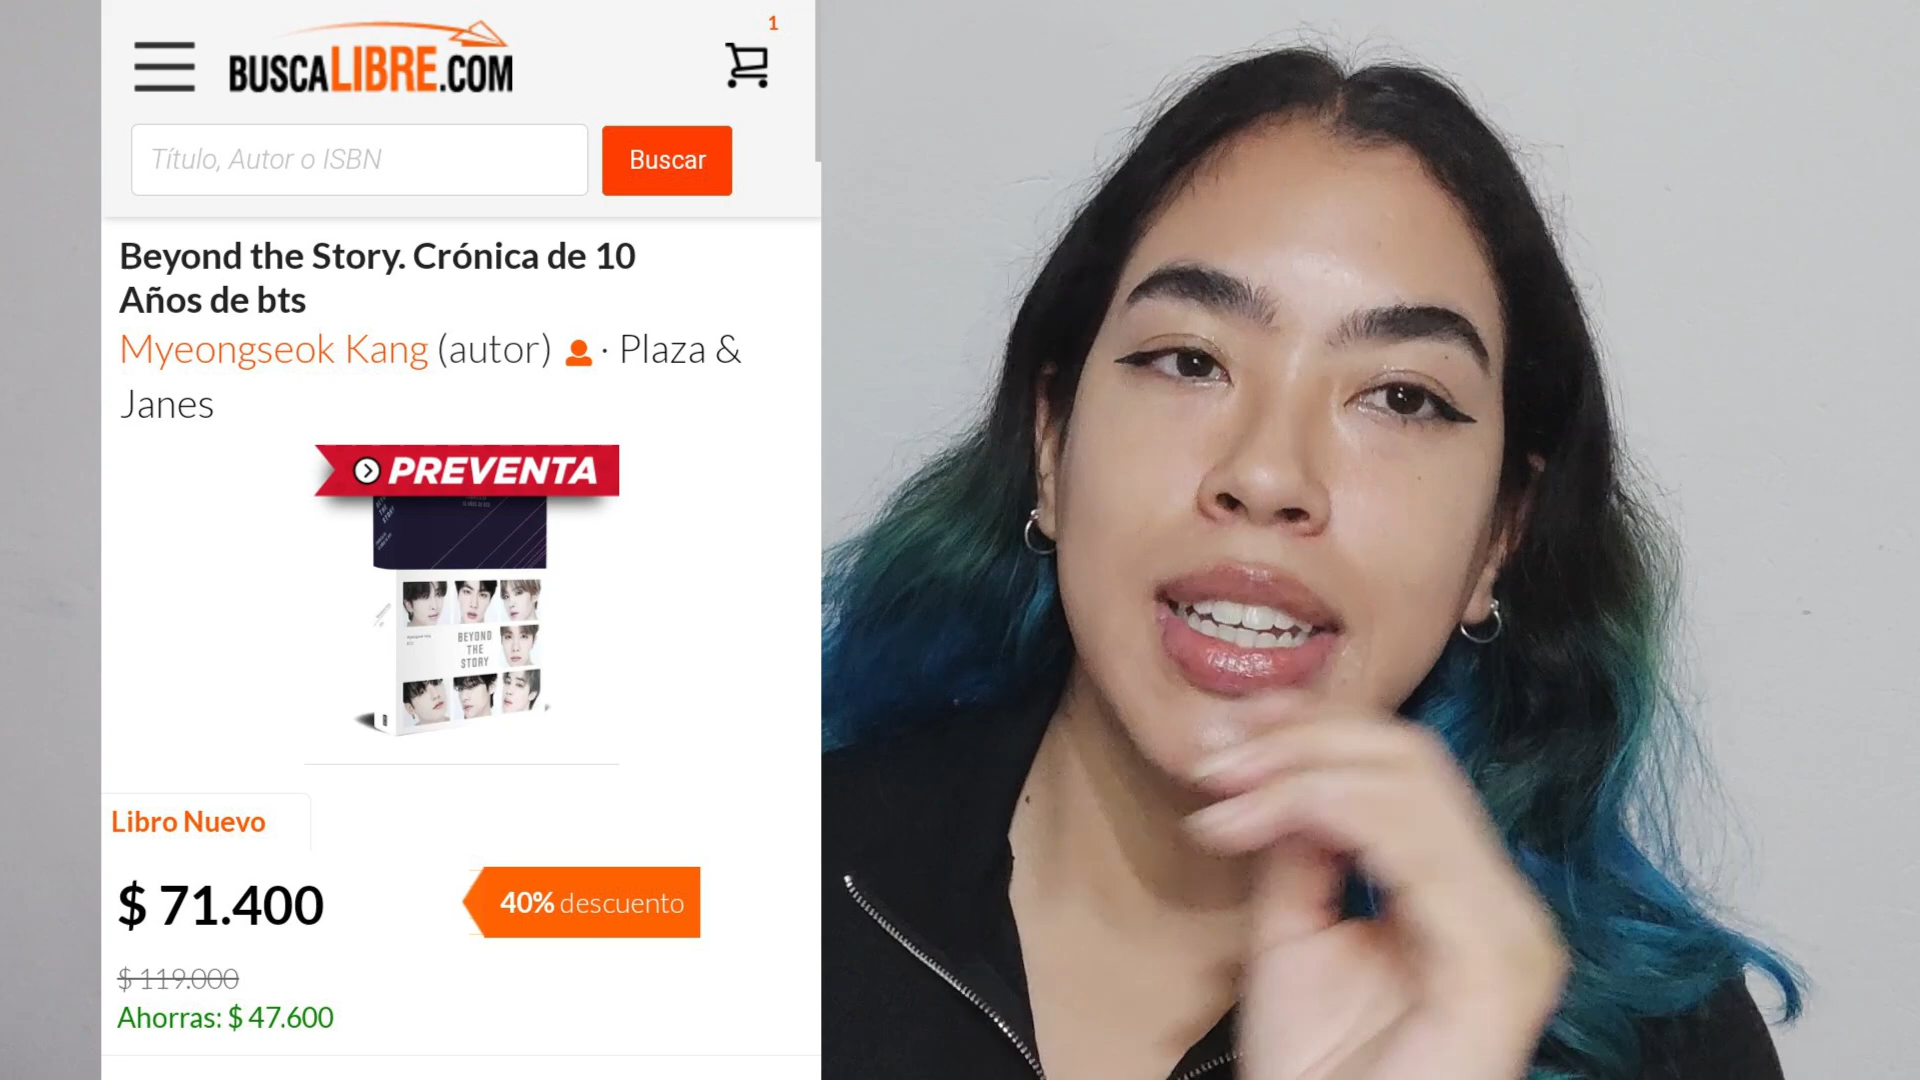 1
BUSCALIBRE.COM
Título, Autor o ISBN
Buscar
Beyond the Story. Crónica de 10
Años de bts
Myeongseok Kang (autor) · Plaza &
Janes
PREVENTA
BEYOND
THE
STORY
Libro Nuevo
$ 71.400
40% descuento
$ 119.000
Ahorras: $ 47.600